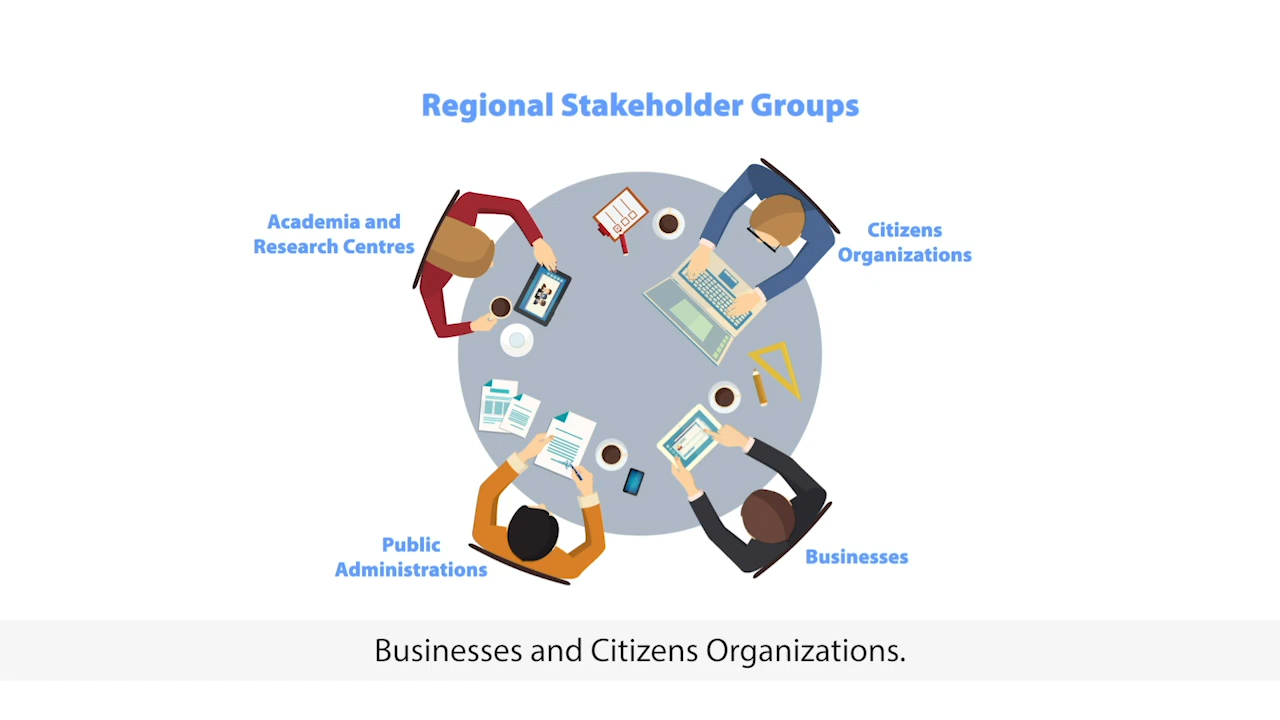 Regional Stakeholder Groups
Academia and
Research Centres
Citizens
Organizations
Public
Administrations
Businesses
Businesses and Citizens Organizations.